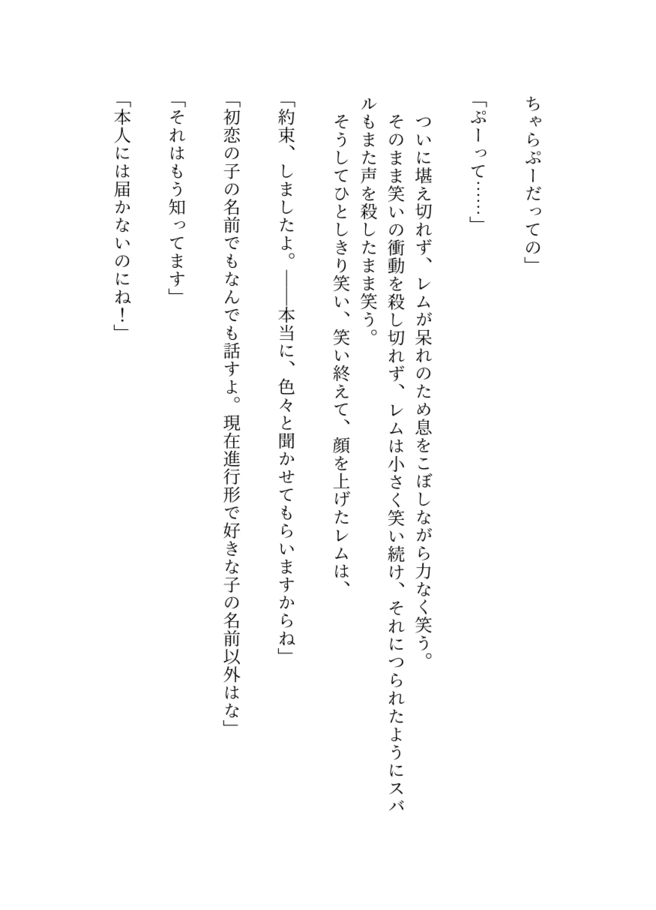 ちゃらぷーだっての」
「ぷーって……」
ついに堪え切れず、レムが呆れのため息をこぼしながら力なく笑う。
そのまま笑いの衝動を殺し切れず、レムは小さく笑い続け、それにつられたようにスバ
ルもまた声を殺したまま笑う。
そうしてひとしきり笑い、笑い終えて、顔を上げたレムは、
「約束、しましたよ。――本当に、色々と聞かせてもらいますからね」
「初恋の子の名前でもなんでも話すよ。現在進行形で好きな子の名前以外はな」
「それはもう知ってます」
「本人には届かないのにね！」